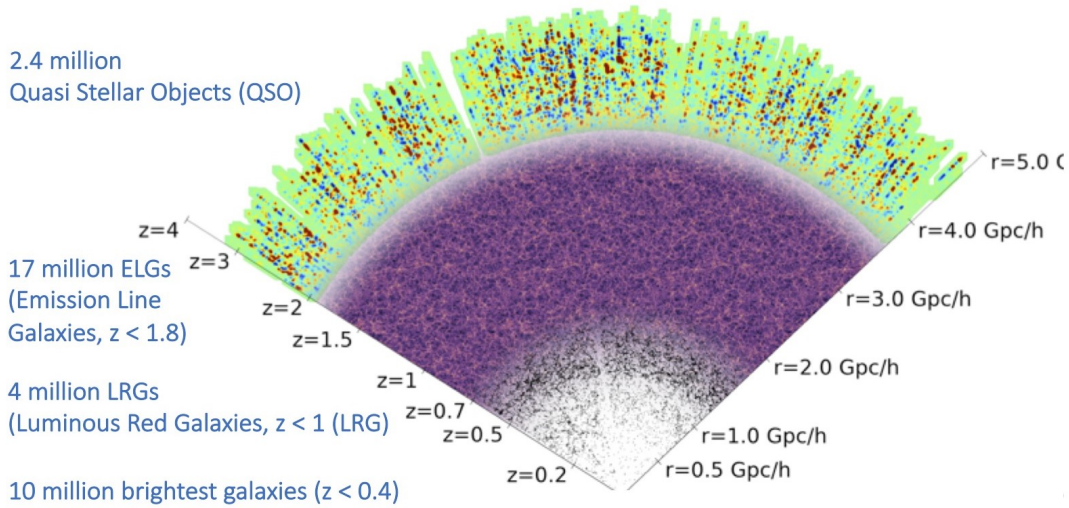 2.4 million
Quasi Stellar Objects (QSO)
17 million ELGs
(Emission Line
Galaxies, z < 1.8)
4 million LRGs
(Luminous Red Galaxies, z < 1 (LRG)
10 million brightest galaxies (z < 0.4)
z=4
z=3
z=2
z=1.5
z=1
z=0.7
z=0.5
z=0.2
r=5.0
r=4.0 Gpc/h
r=3.0 Gpc/h
r=2.0 Gpc/h
r=1.0 Gpc/h
r=0.5 Gpc/h